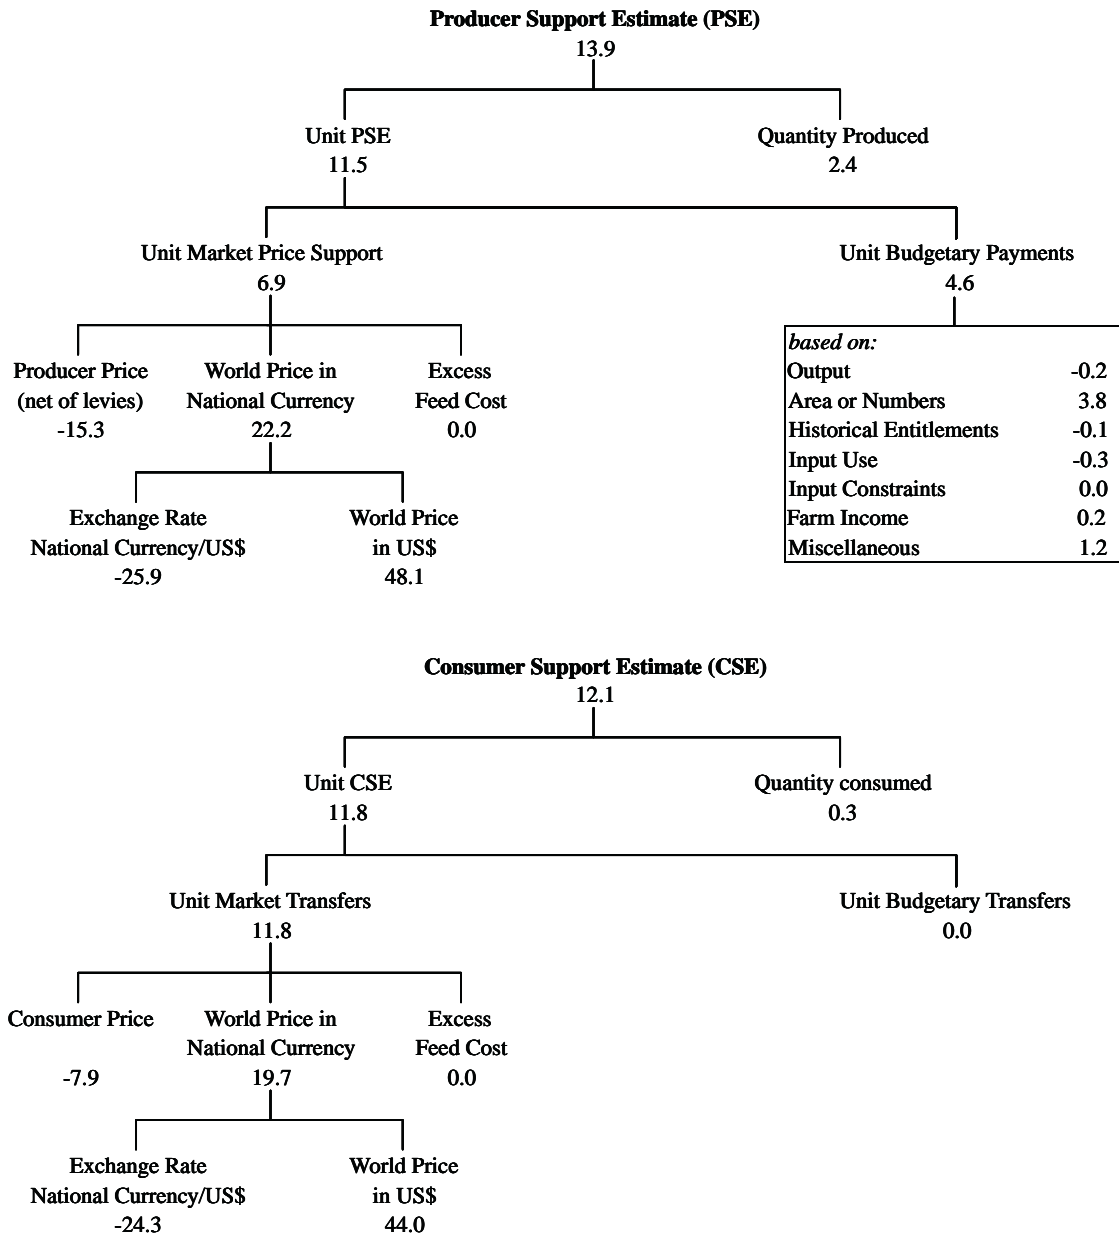 Producer Support Estimate (PSE)
13.9
Unit PSE Quantity Produced
11.5 2.4
Unit Market Price Support Unit Budgetary Payments
6.9 4.6
based on:
Producer Price World Price in Excess Output -0.2
(net of levies) National Currency Feed Cost Area or Numbers 3.8
-15.3 22.2 0.0 Historical Entitlements -0.1
Input Use -0.3
Input Constraints 0.0
Exchange Rate World Price Farm Income 0.2
National Currency/US$ in US$ Miscellaneous 1.2
-25.9 48.1
Consumer Support Estimate (CSE)
12.1
Unit CSE Quantity consumed
11.8 0.3
Unit Market Transfers Unit Budgetary Transfers
11.8 0.0
Consumer Price World Price in Excess
National Currency Feed Cost
-7.9 19.7 0.0
Exchange Rate World Price
National Currency/US$ in US$
-24.3 44.0